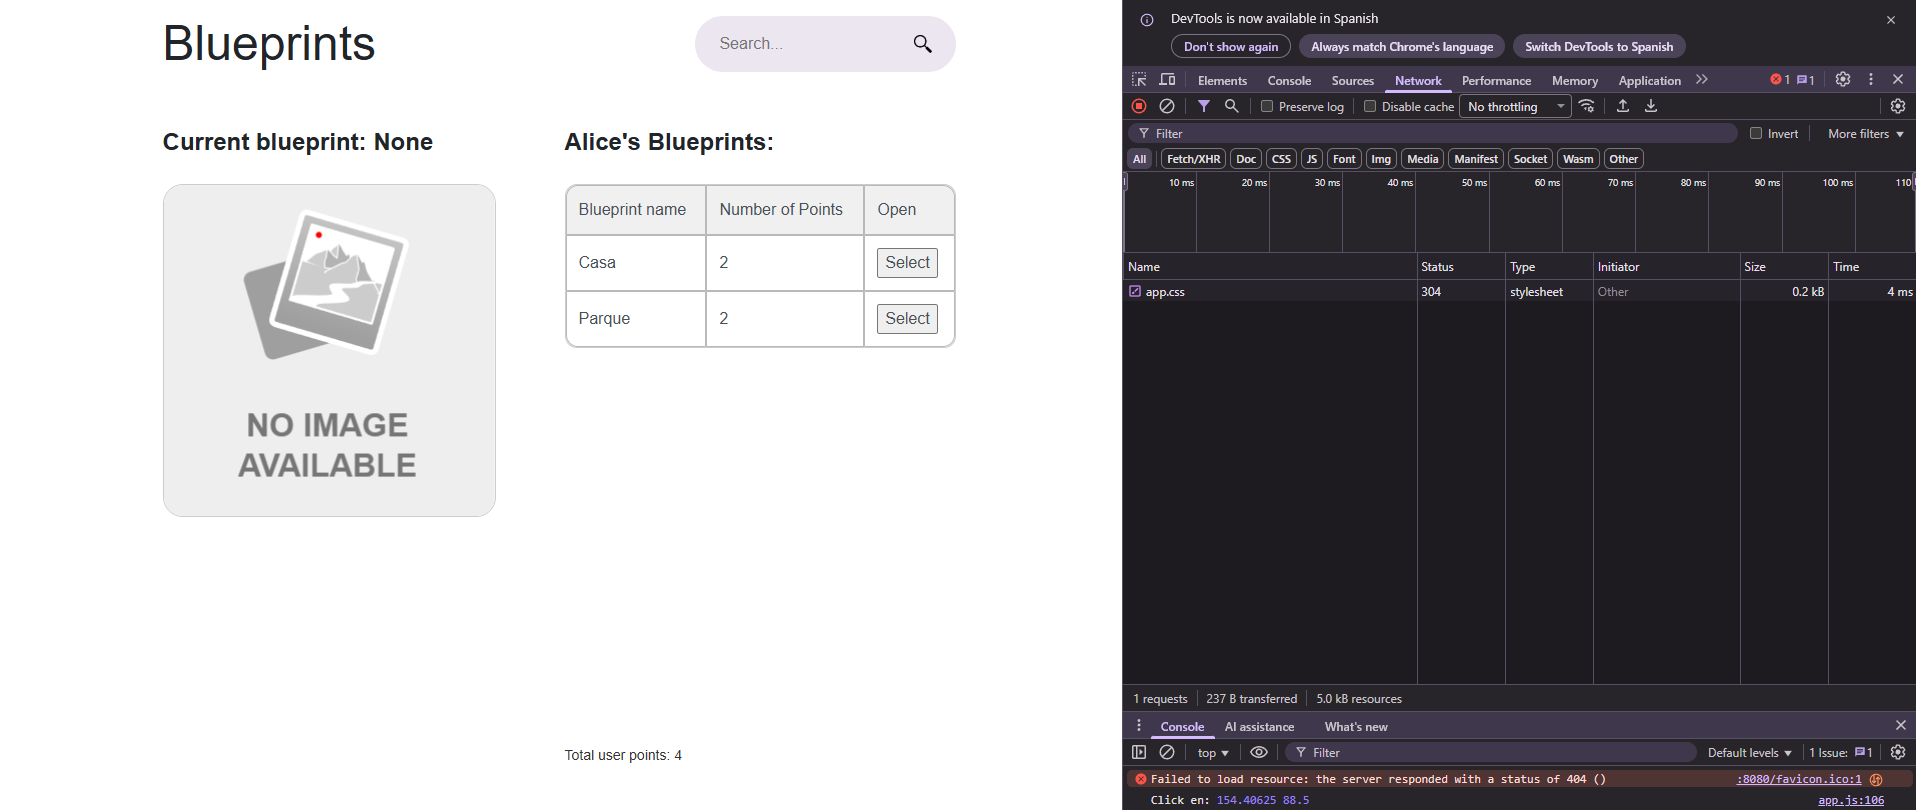 Blueprints
Search...
Current blueprint: None
NO IMAGE
AVAILABLE
Alice's Blueprints:
Blueprint name Number of Points Open
Casa 2 Select
Parque 2 Select
Total user points: 4
DevTools is now available in Spanish
Don't show again Always match Chrome's language Switch DevTools to Spanish
Elements Console Sources Network Performance Memory Application 1 1
Preserve log Disable cache No throttling
Filter Invert More filters
All Fetch/XHR Doc CSS JS Font Img Media Manifest Socket Wasm Other
10 ms 20 ms 30 ms 40 ms 50 ms 60 ms 70 ms 80 ms 90 ms 100 ms 110
Name Status Type Initiator Size Time
app.css 304 stylesheet Other 0.2 kB 4 ms
1 requests 237 B transferred 5.0 kB resources
Console AI assistance What's new
top Filter Default levels 1 Issue: 1
Failed to load resource: the server responded with a status of 404 () :8080/favicon.ico:1
Click en: 154.40625 88.5 app.js:106